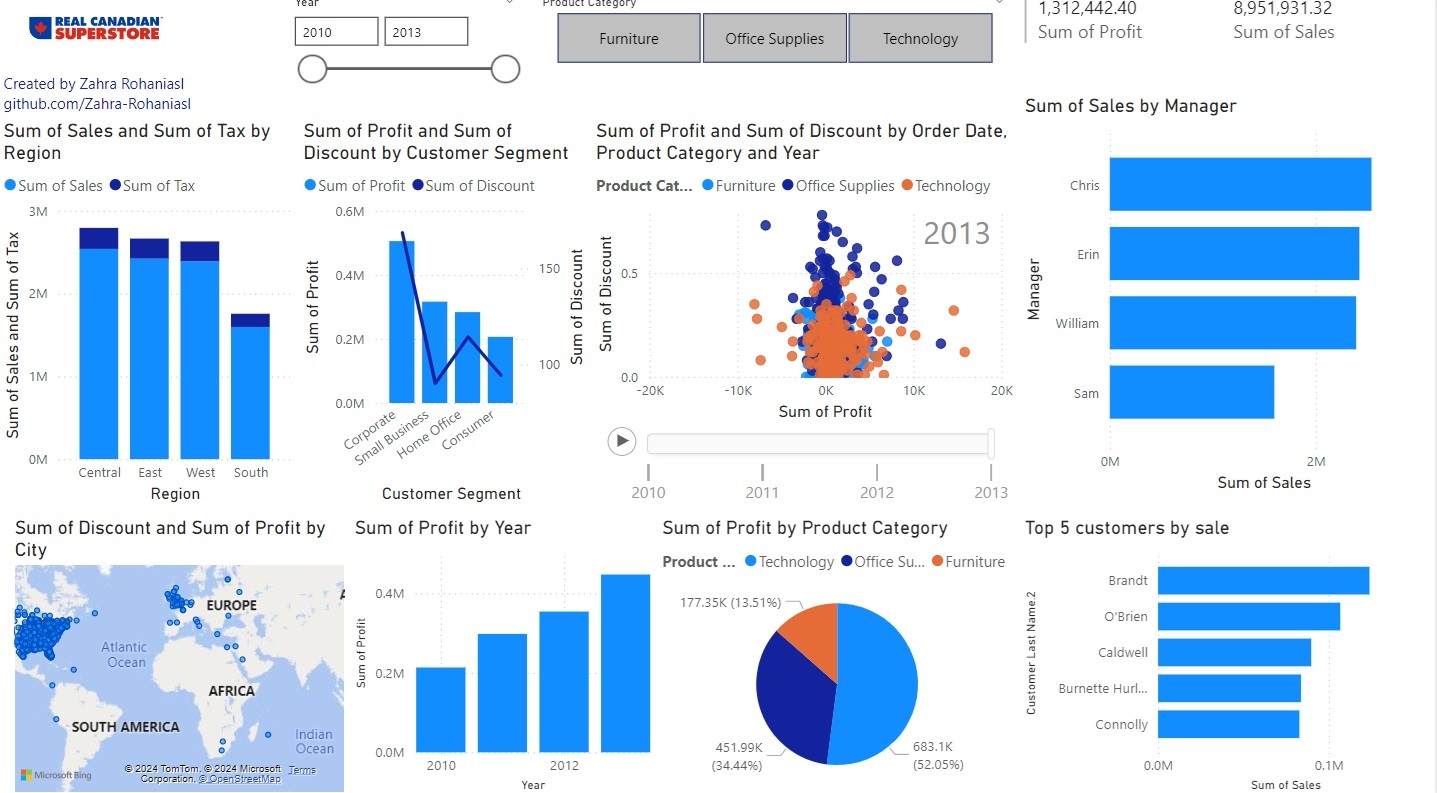 Year
Product Category
REAL CANADIAN
SUPERSTORE
2010
2013
Furniture
Office Supplies
Technology
1,312,442.40
Sum of Profit
8,951,931.32
Sum of Sales
Created by Zahra Rohaniasl
github.com/Zahra-Rohaniasl
Sum of Sales and Sum of Tax by
Region
Sum of Sales
Sum of Tax
Sum of Sales and Sum of Tax
3M
2M
1M
0M
Central
East
West
South
Region
Sum of Profit and Sum of
Discount by Customer Segment
Sum of Profit
Sum of Discount
Sum of Profit
0.6M
0.4M
0.2M
0.0M
150
100
Sum of Discount
Corporate
Small Business
Home Office
Consumer
Customer Segment
Sum of Profit and Sum of Discount by Order Date,
Product Category and Year
Product Cat...
Furniture
Office Supplies
Technology
2013
Sum of Discount
0.5
0.0
-20K
-10K
0K
10K
20K
Sum of Profit
2010
2011
2012
2013
Sum of Sales by Manager
Manager
Chris
Erin
William
Sam
0M
2M
Sum of Sales
Sum of Discount and Sum of Profit by
City
EUROPE
Atlantic
Ocean
AFRICA
SOUTH AMERICA
Indian
Ocean
A
Microsoft Bing
© 2024 TomTom, © 2024 Microsoft
Corporation, © OpenStreetMap
Terms
Sum of Profit by Year
Sum of Profit
0.4M
0.2M
0.0M
2010
2012
Year
Sum of Profit by Product Category
Product ...
Technology
Office Su...
Furniture
177.35K (13.51%)
451.99K
(34.44%)
683.1K
(52.05%)
Top 5 customers by sale
Customer Last Name.2
Brandt
O'Brien
Caldwell
Burnette Hurl...
Connolly
0.0M
0.1M
Sum of Sales